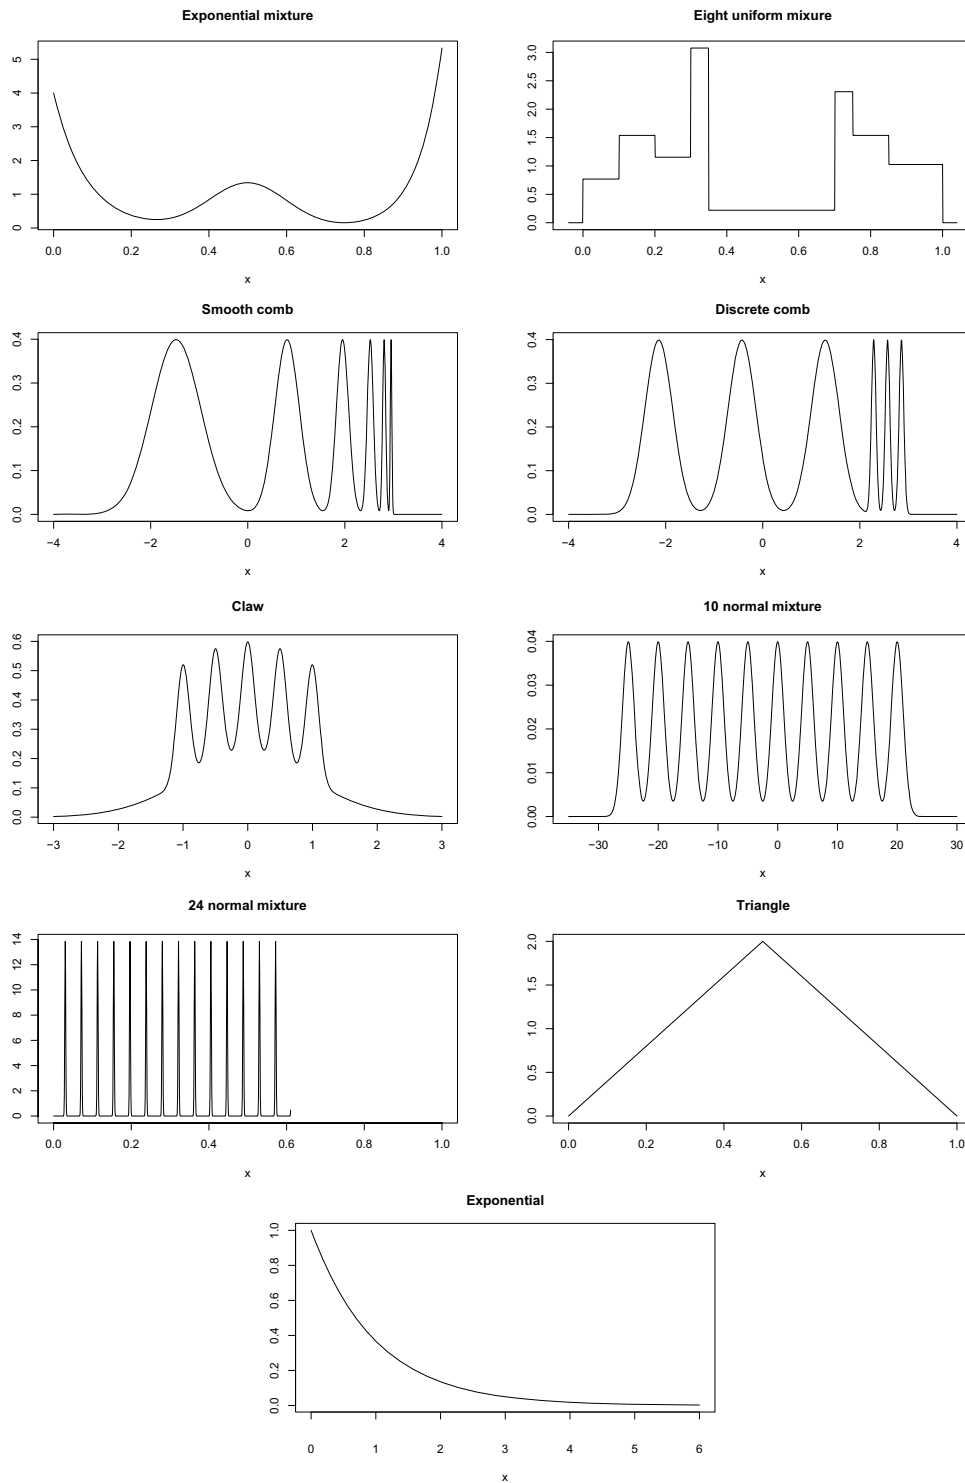 Exponential mixture
5
4
3
2
1
0
0.0 0.2 0.4 0.6 0.8 1.0
x
Eight uniform mixure
3.0
2.5
2.0
1.5
1.0
0.5
0.0
0.0 0.2 0.4 0.6 0.8 1.0
x
Smooth comb
0.4
0.3
0.2
0.1
0.0
−4 −2 0 2 4
x
Discrete comb
0.4
0.3
0.2
0.1
0.0
−4 −2 0 2 4
x
Claw
0.6
0.5
0.4
0.3
0.2
0.1
0.0
−3 −2 −1 0 1 2 3
x
10 normal mixture
0.04
0.03
0.02
0.01
0.00
−30 −20 −10 0 10 20 30
x
24 normal mixture
14
12
10
8
6
4
2
0
0.0 0.2 0.4 0.6 0.8 1.0
x
Triangle
2.0
1.5
1.0
0.5
0.0
0.0 0.2 0.4 0.6 0.8 1.0
x
Exponential
1.0
0.8
0.6
0.4
0.2
0.0
0 1 2 3 4 5 6
x